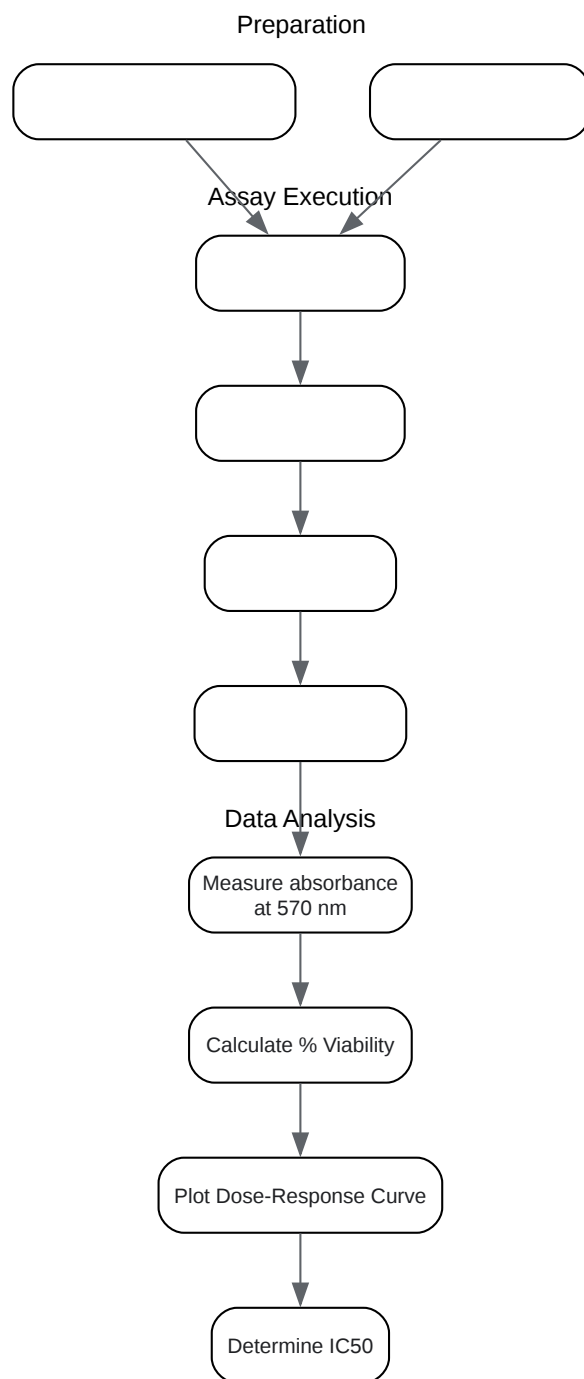 Preparation
Assay Execution
Data Analysis
Measure absorbance
at 570 nm
Calculate % Viability
Plot Dose-Response Curve
Determine IC50